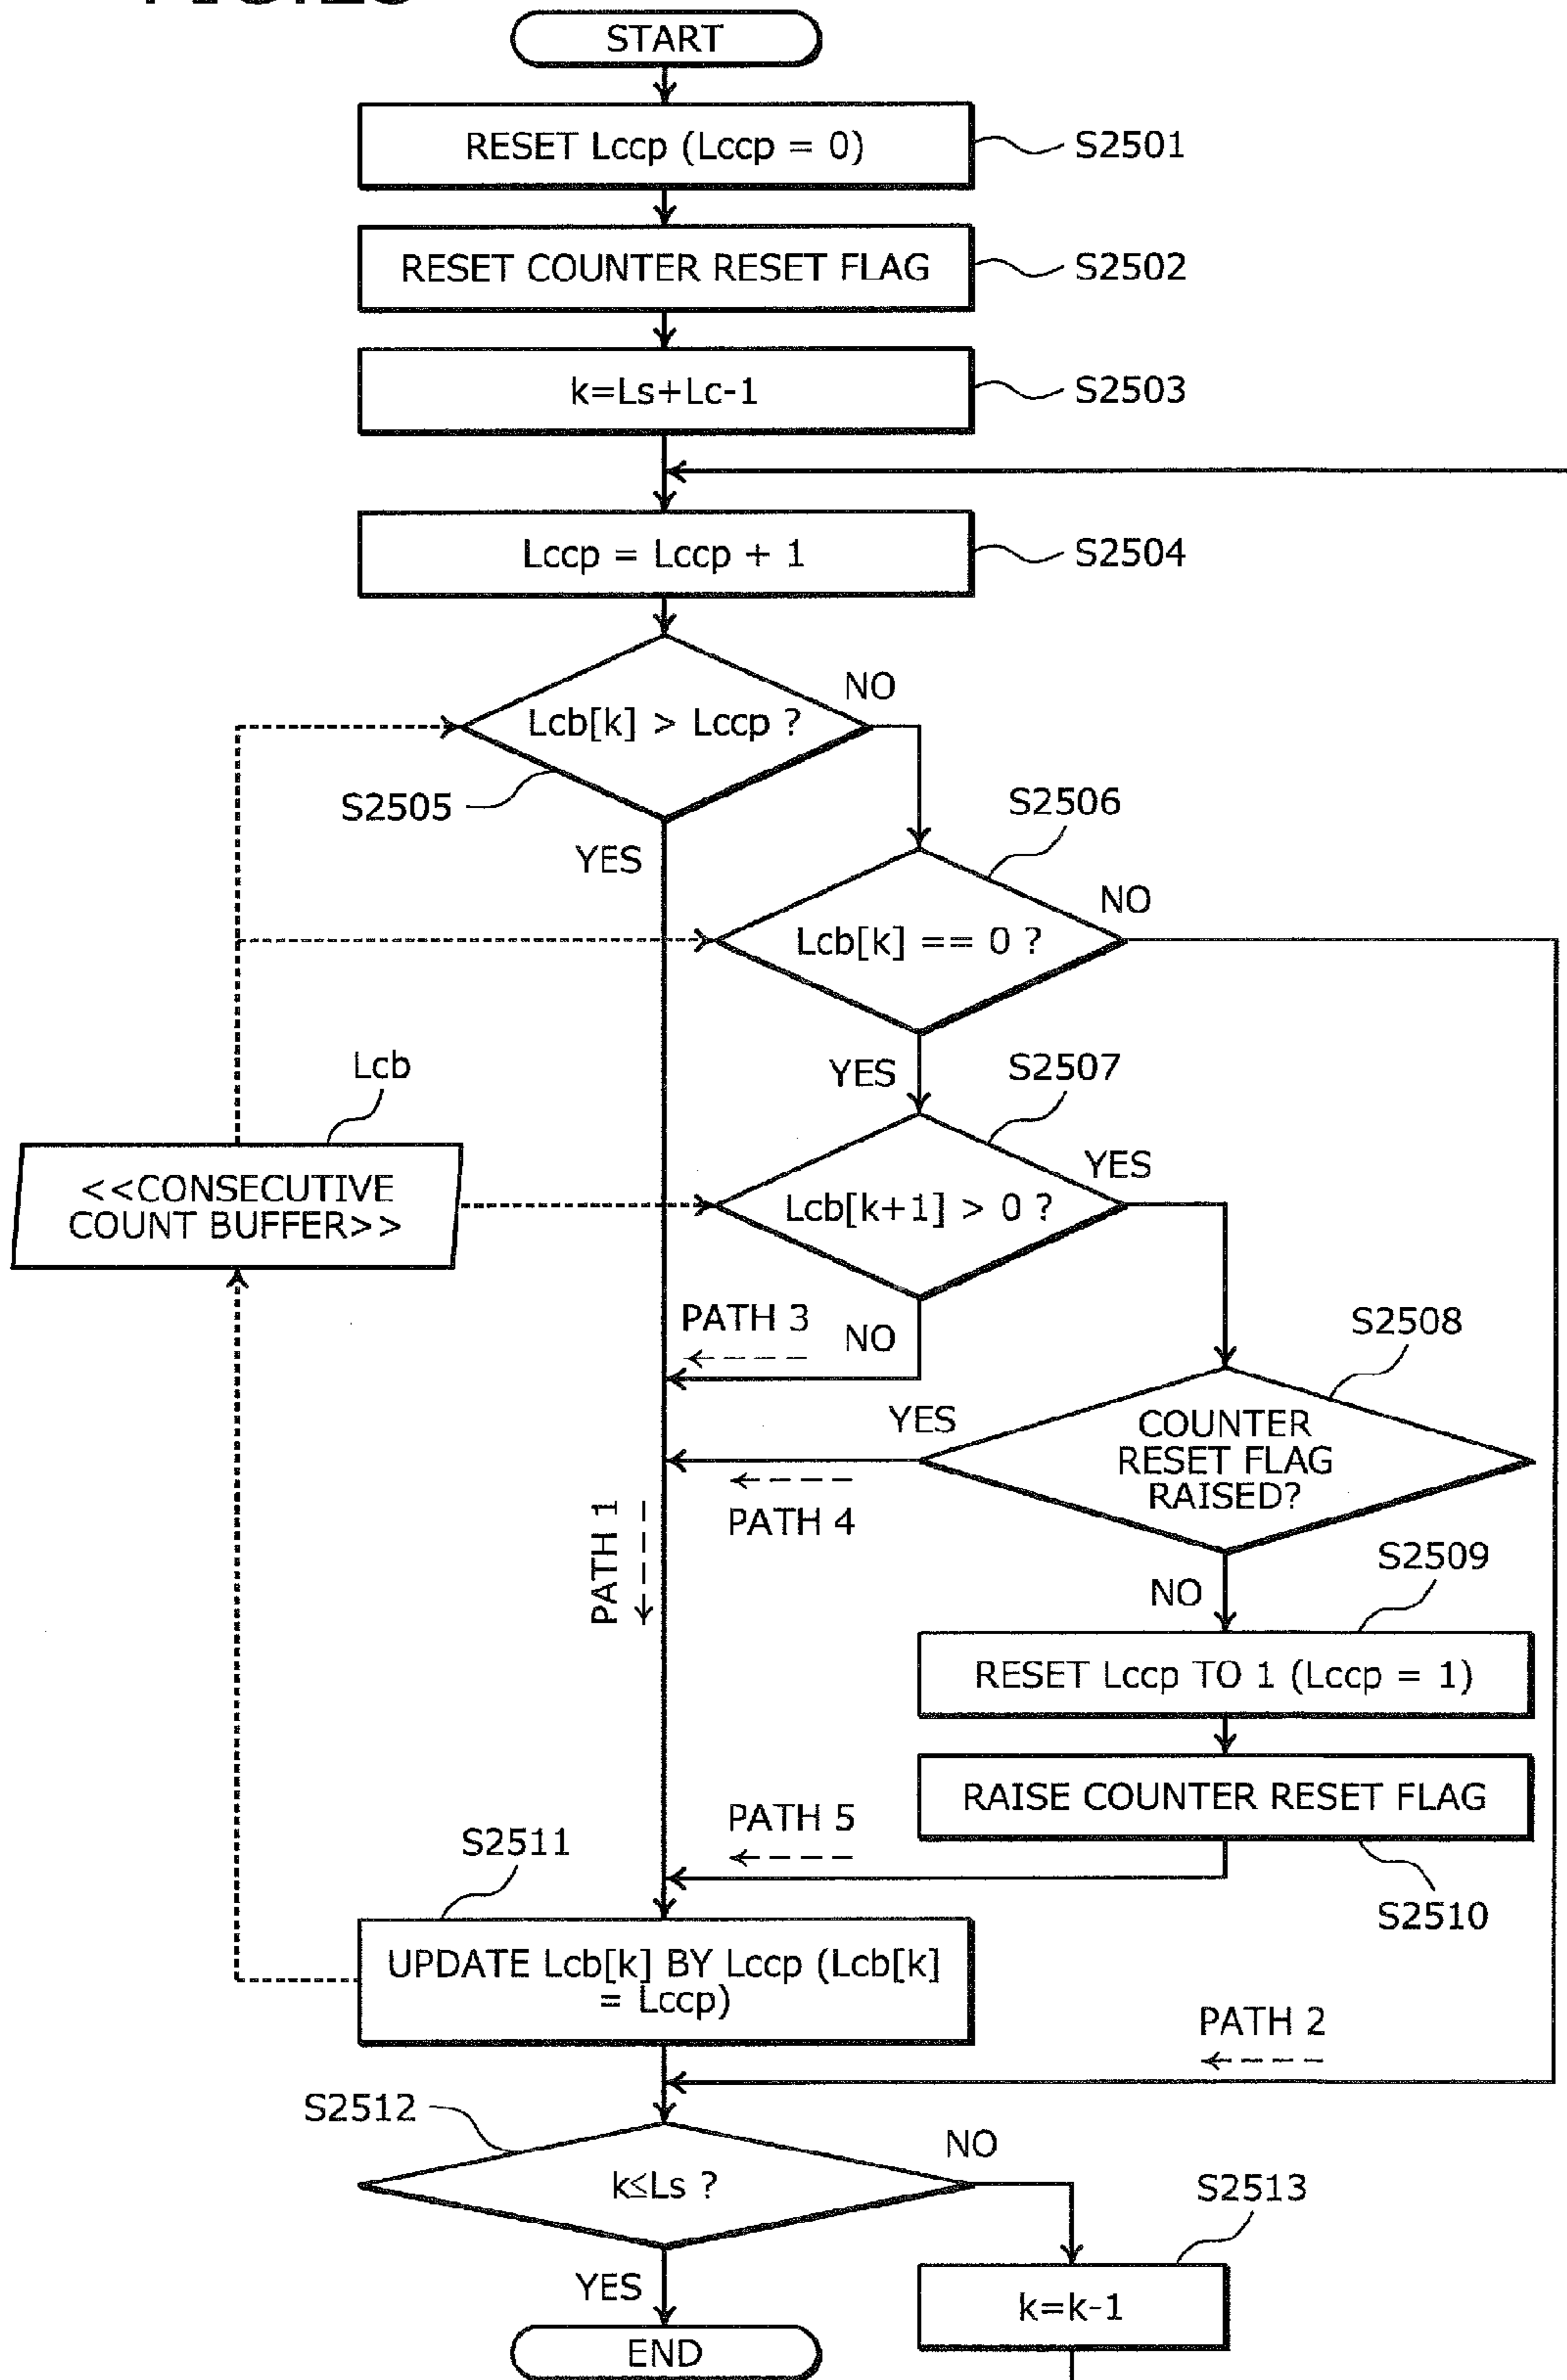 START
RESET Lccp (Lccp = 0)
S2501
RESET COUNTER RESET FLAG
S2502
k=Ls+Lc-1
S2503
Lccp = Lccp + 1
S2504
Lcb[k] > Lccp ?
NO
S2505
YES
S2506
Lcb[k] == 0 ?
NO
YES
S2507
Lcb
<<CONSECUTIVE
COUNT BUFFER>>
Lcb[k+1] > 0 ?
YES
PATH 3
NO
S2508
COUNTER
RESET FLAG
RAISED?
YES
PATH 4
PATH 1
NO
S2509
RESET Lccp TO 1 (Lccp = 1)
RAISE COUNTER RESET FLAG
PATH 5
S2510
S2511
UPDATE Lcb[k] BY Lccp (Lcb[k]
= Lccp)
PATH 2
S2512
k≤Ls ?
NO
S2513
YES
k=k-1
END